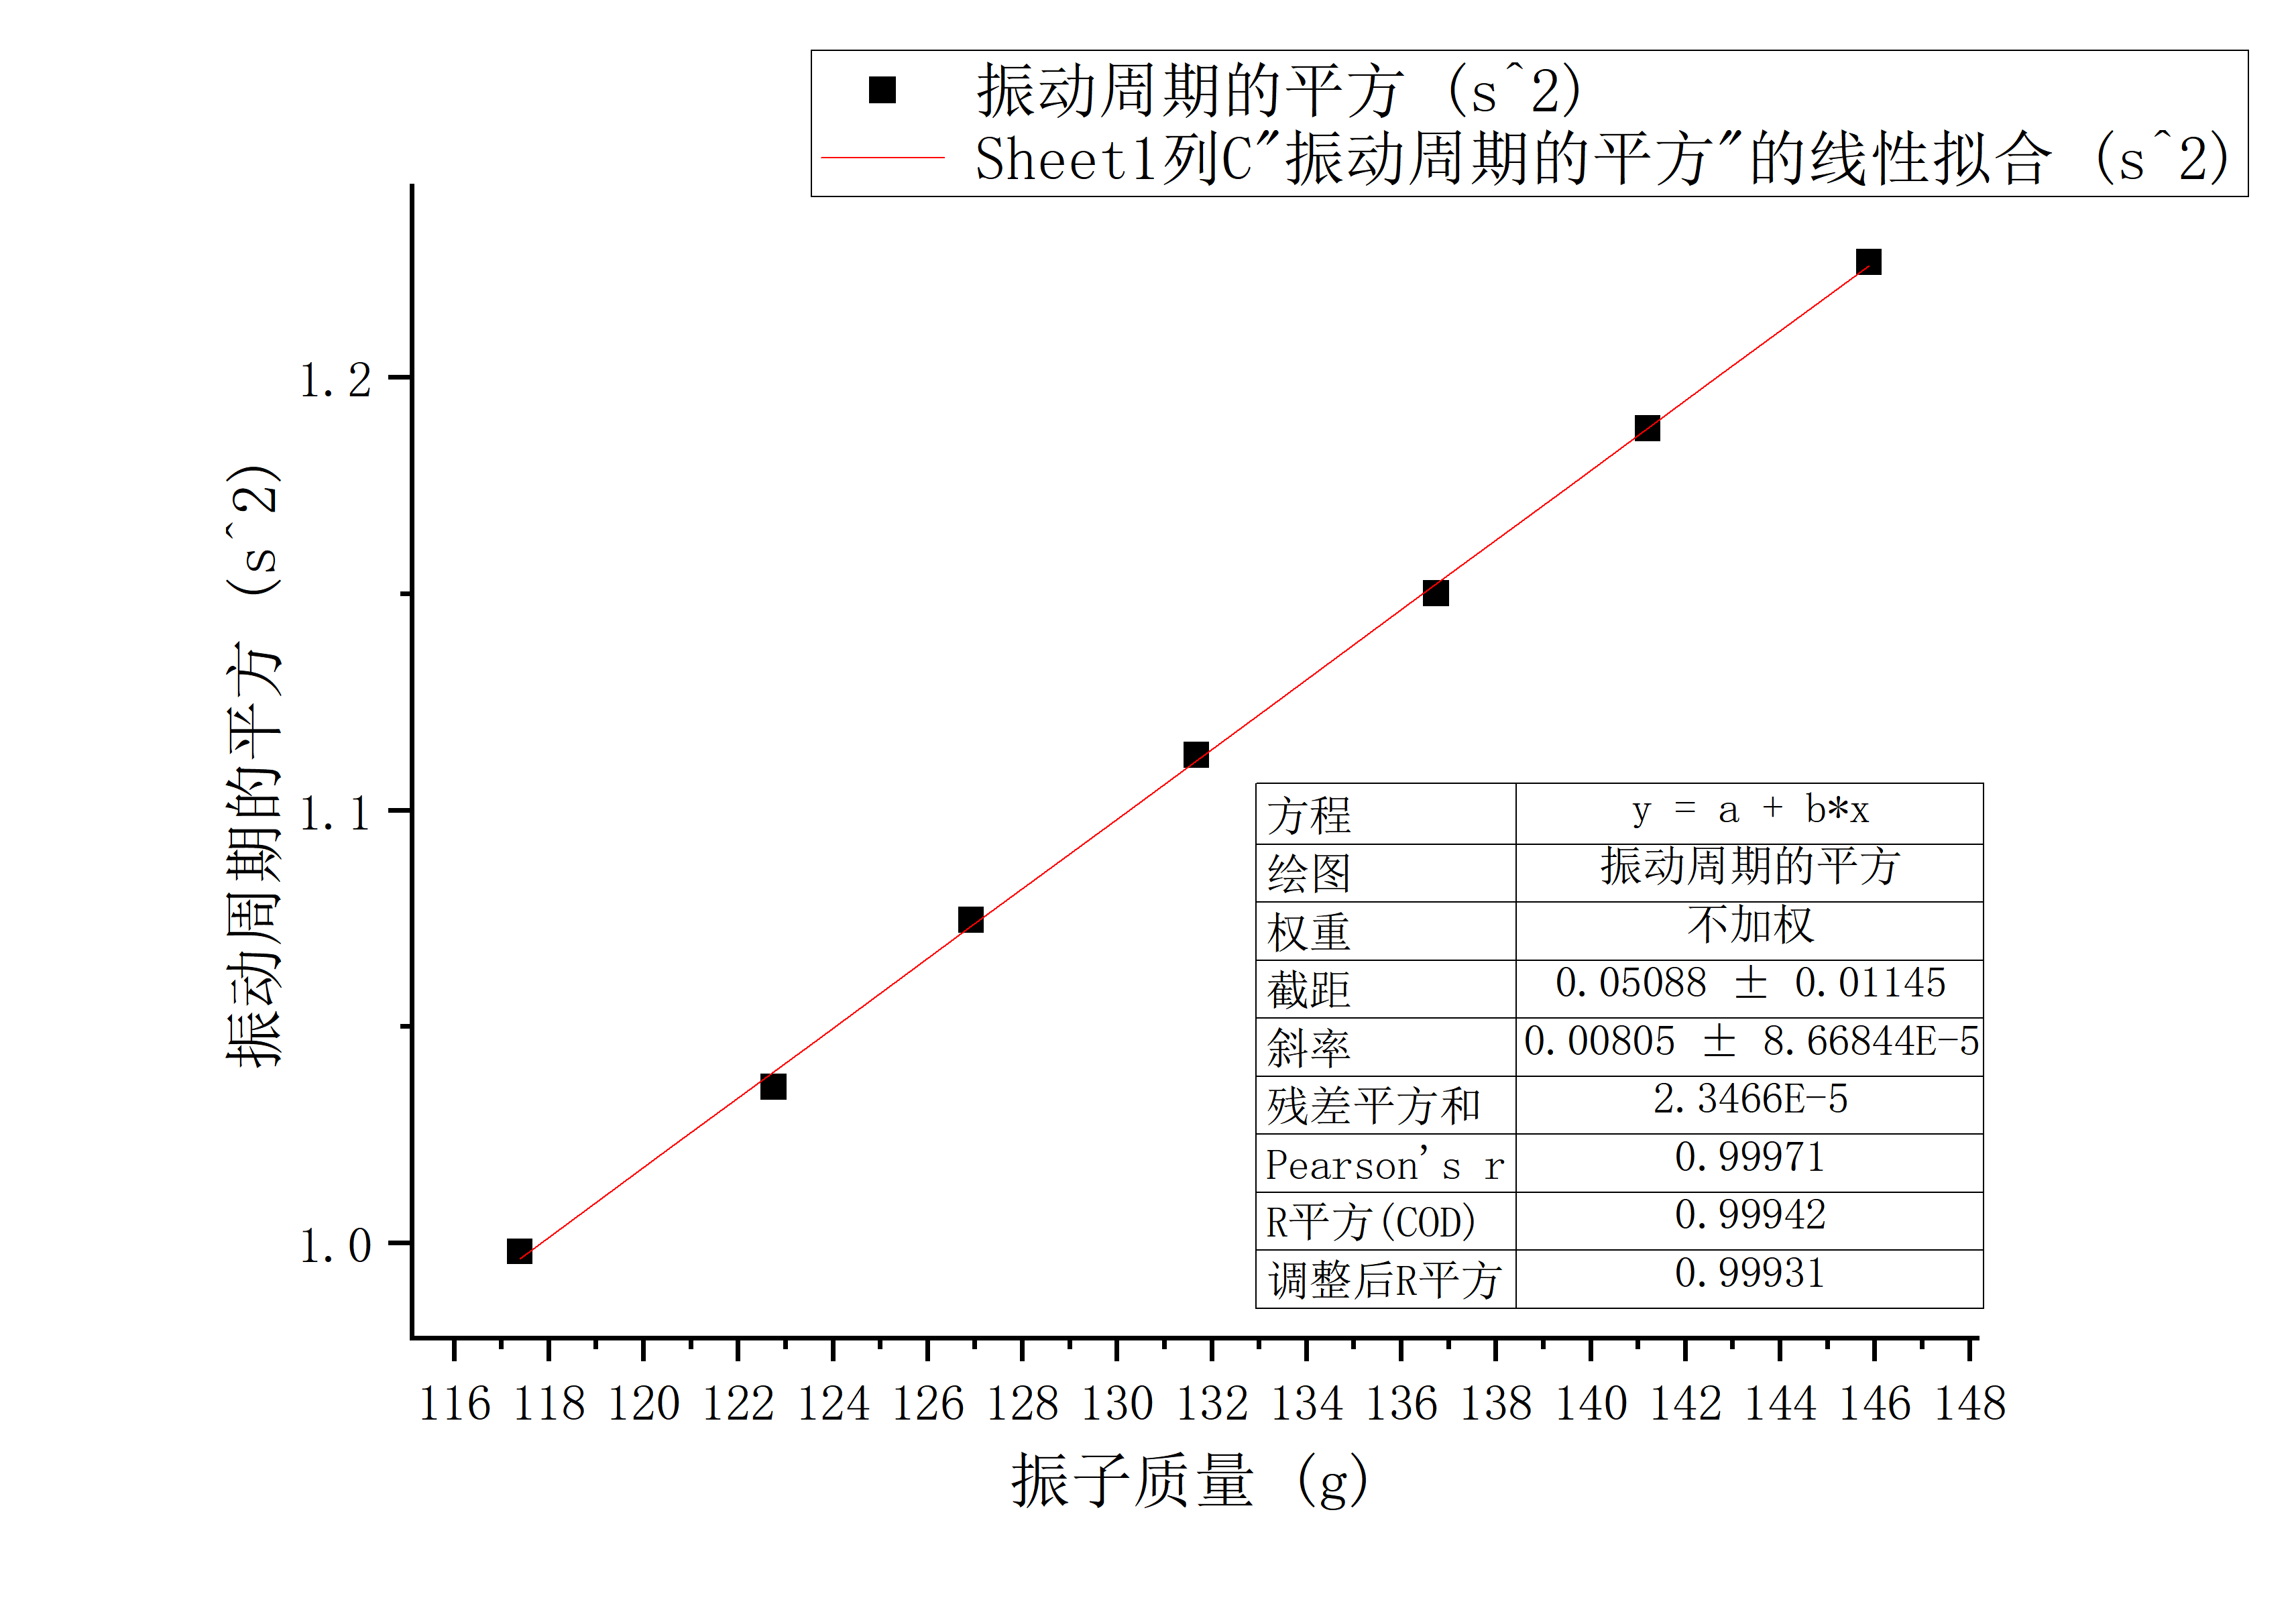 振动周期的平方 (s^2)
Sheet1列C"振动周期的平方"的线性拟合 (s^2)
振动周期的平方 (s^2)
1.2
1.1
1.0
方程 y = a + b*x
绘图 振动周期的平方
权重 不加权
截距 0.05088 ± 0.01145
斜率 0.00805 ± 8.66844E-5
残差平方和 2.3466E-5
Pearson's r 0.99971
R平方(COD) 0.99942
调整后R平方 0.99931
116 118 120 122 124 126 128 130 132 134 136 138 140 142 144 146 148
振子质量 (g)